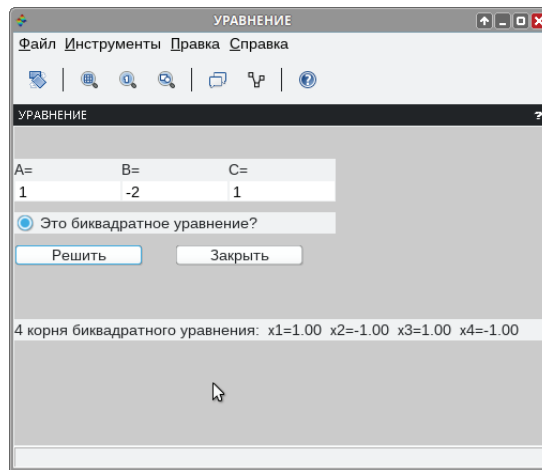 УРАВНЕНИЕ
Файл Инструменты Правка Справка
УРАВНЕНИЕ ?
A= B= C=
1 -2 1
Это биквадратное уравнение?
Решить Закрыть
4 корня биквадратного уравнения: x1=1.00 x2=-1.00 x3=1.00 x4=-1.00